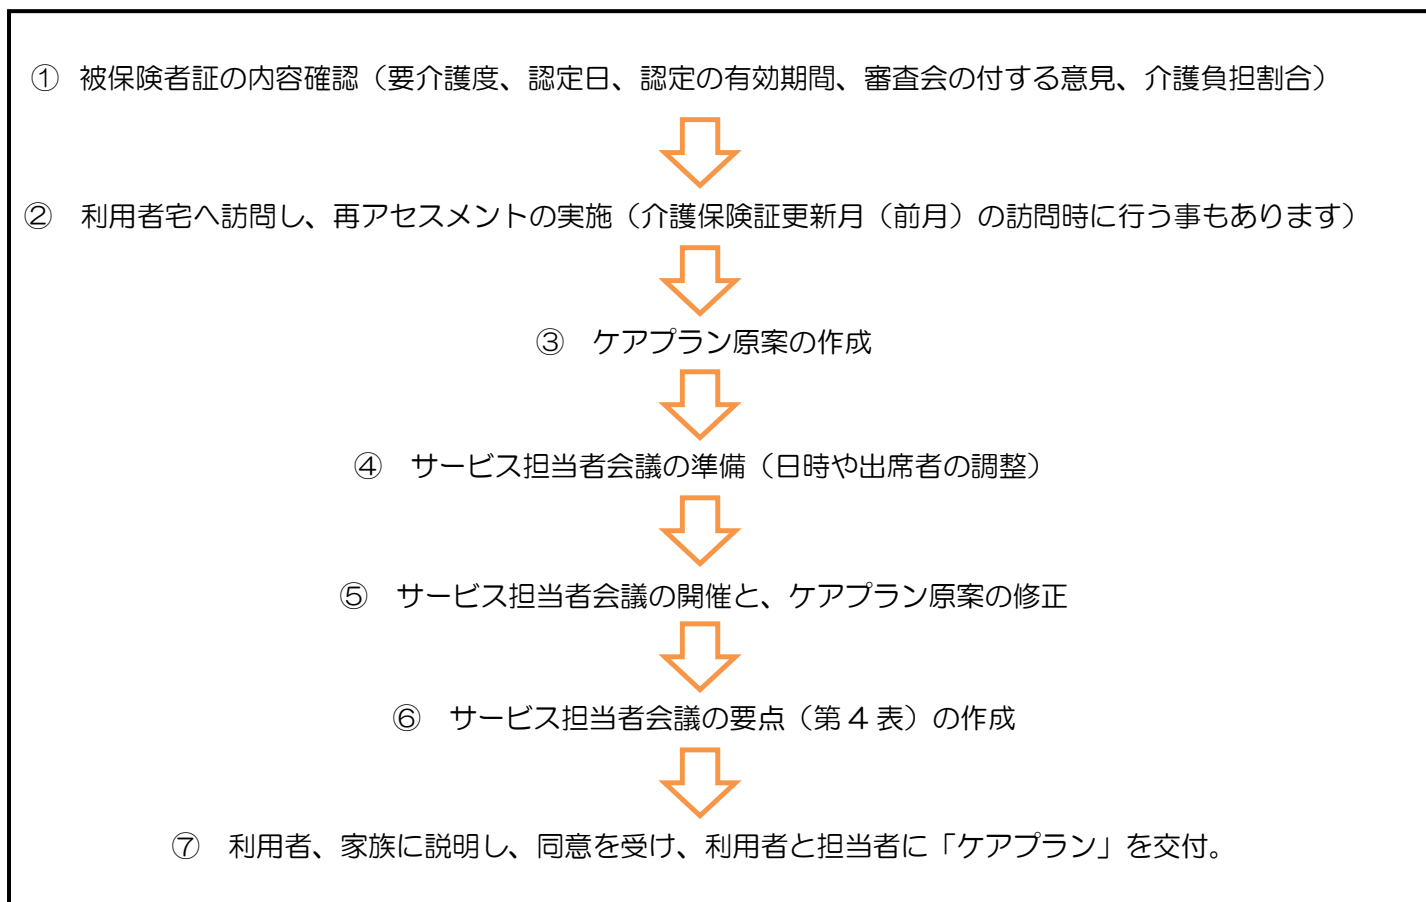 ① 被保険者証の内容確認（要介護度、認定日、認定の有効期間、審査会の付する意見、介護負担割合）
②　利用者宅へ訪問し、再アセスメントの実施（介護保険証更新月（前月）の訪問時に行う事もあります）
③　ケアプラン原案の作成
④　サービス担当者会議の準備（日時や出席者の調整）
⑤　サービス担当者会議の開催と、ケアプラン原案の修正
⑥　サービス担当者会議の要点（第４表）の作成
⑦　利用者、家族に説明し、同意を受け、利用者と担当者に「ケアプラン」を交付。